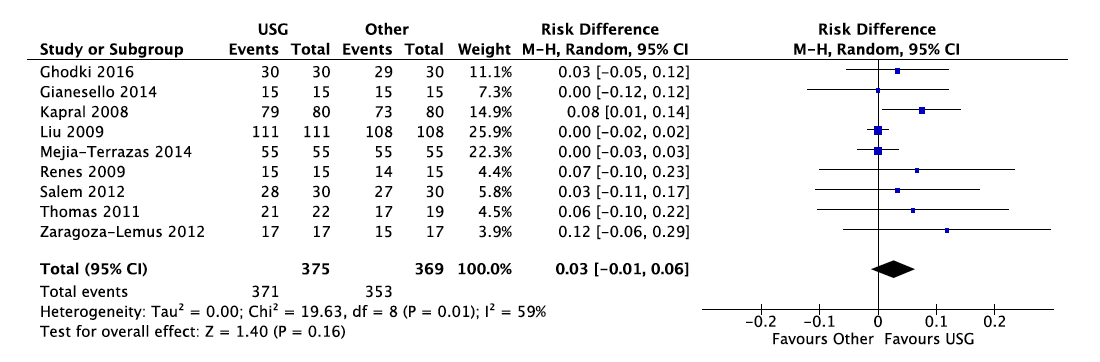 USG Other Risk Difference Risk Difference
Study or Subgroup Events Total Events Total Weight M-H, Random, 95% CI M-H, Random, 95% CI
Ghodki 2016 30 30 29 30 11.1% 0.03 [-0.05, 0.12]
Gianesello 2014 15 15 15 15 7.3% 0.00 [-0.12, 0.12]
Kapral 2008 79 80 73 80 14.9% 0.08 [0.01, 0.14]
Liu 2009 111 111 108 108 25.9% 0.00 [-0.02, 0.02]
Mejia-Terrazas 2014 55 55 55 55 22.3% 0.00 [-0.03, 0.03]
Renes 2009 15 15 14 15 4.4% 0.07 [-0.10, 0.23]
Salem 2012 28 30 27 30 5.8% 0.03 [-0.11, 0.17]
Thomas 2011 21 22 17 19 4.5% 0.06 [-0.10, 0.22]
Zaragoza-Lemus 2012 17 17 15 17 3.9% 0.12 [-0.06, 0.29]
Total (95% CI) 375 369 100.0% 0.03 [-0.01, 0.06]
Total events 371 353
Heterogeneity: Tau² = 0.00; Chi² = 19.63, df = 8 (P = 0.01); I² = 59%
Test for overall effect: Z = 1.40 (P = 0.16)
-0.2 -0.1 0 0.1 0.2
Favours Other Favours USG